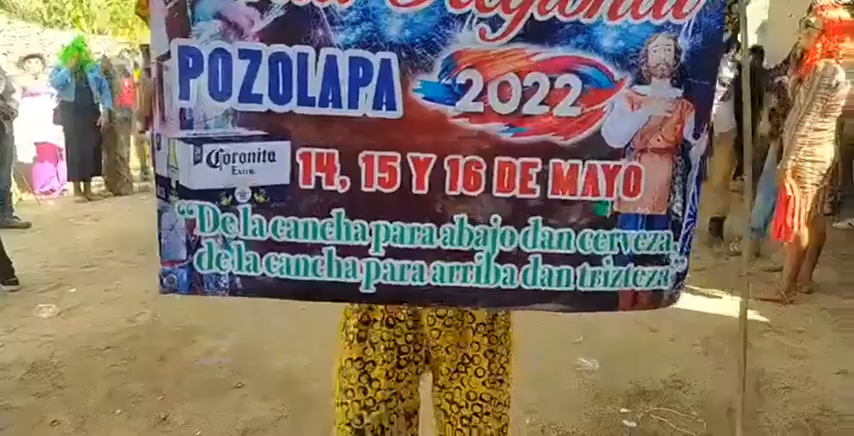 Regional
POZOLAPA
2022
Coronita
EXTRA
14, 15 Y 16 DE MAYO
"De la cancha para abajo dan cerveza,
de la cancha para arriba dan trizteza"